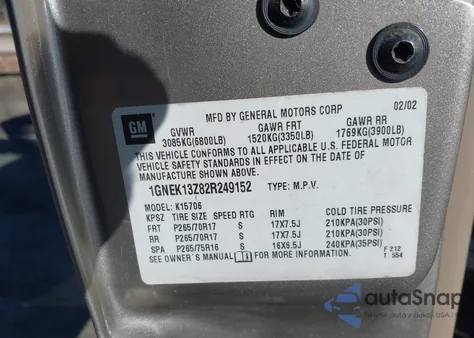 MFD BY GENERAL MOTORS CORP 02/02
GM
GVWR GAWR FRT GAWR RR
3085KG(6800LB) 1520KG(3350LB) 1769KG(3900LB)
THIS VEHICLE CONFORMS TO ALL APPLICABLE U.S. FEDERAL MOTOR
VEHICLE SAFETY STANDARDS IN EFFECT ON THE DATE OF
MANUFACTURE SHOWN ABOVE.
1GNEK13Z82R249152 TYPE: M.P.V.
MODEL: K15706
KPSZ TIRE SIZE SPEED RTG RIM COLD TIRE PRESSURE
FRT P265/70R17 S 17X7.5J 210KPA(30PSI)
RR P265/70R17 S 17X7.5J 210KPA(30PSI)
SPA P265/75R16 S 16X6.5J 240KPA(35PSI)
SEE OWNER'S MANUAL FOR MORE INFORMATION
F 212
T 554
autoSnap